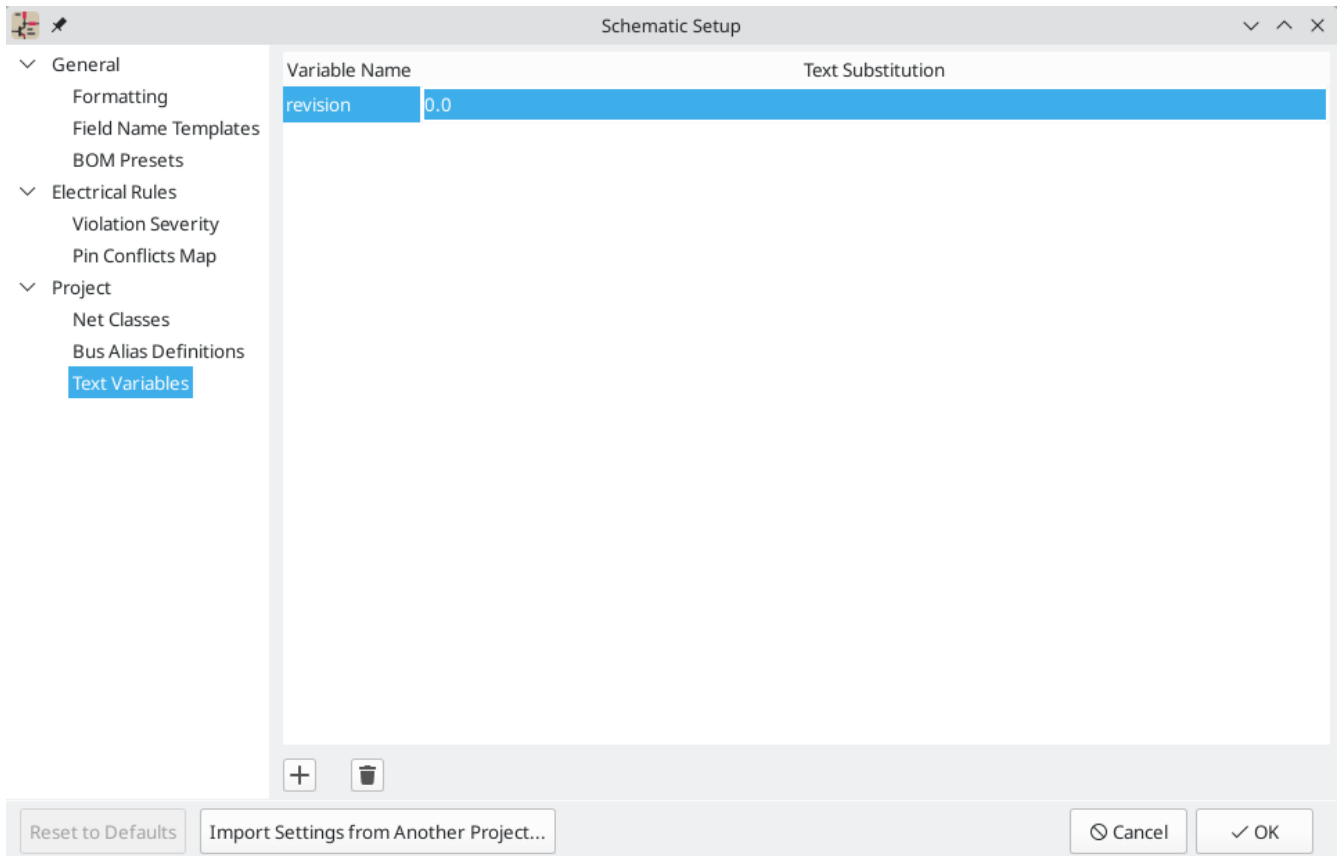 Schematic Setup
General
Formatting
Field Name Templates
BOM Presets
Electrical Rules
Violation Severity
Pin Conflicts Map
Project
Net Classes
Bus Alias Definitions
Text Variables
Variable Name Text Substitution
revision 0.0
Reset to Defaults Import Settings from Another Project... Cancel OK